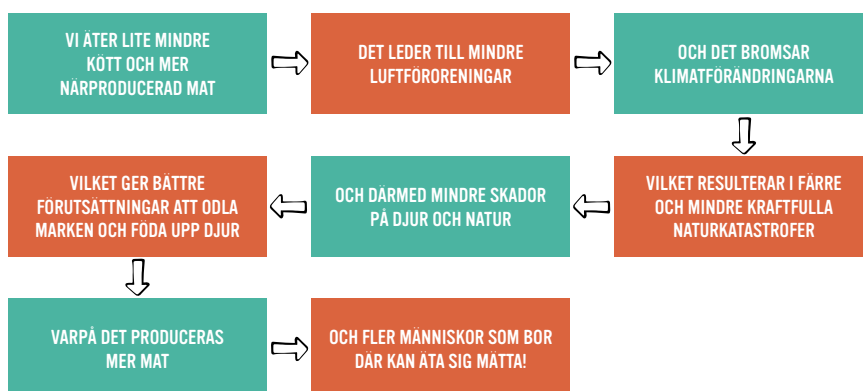 VI ÄTER LITE MINDRE
KÖTT OCH MER
NÄRPRODUCERAD MAT
DET LEDER TILL MINDRE
LUFTFÖRORENINGAR
OCH DET BROMSAR
KLIMATFÖRÄNDRINGARNA
VILKET RESULTERAR I FÄRRE
OCH MINDRE KRAFTFULLA
NATURKATASTROFER
OCH DÄRMED MINDRE SKADOR
PÅ DJUR OCH NATUR
VILKET GER BÄTTRE
FÖRUTSÄTTNINGAR ATT ODLA
MARKEN OCH FÖDA UPP DJUR
VARPÅ DET PRODUCERAS
MER MAT
OCH FLER MÄNNISKOR SOM BOR
DÄR KAN ÄTA SIG MÄTTA!